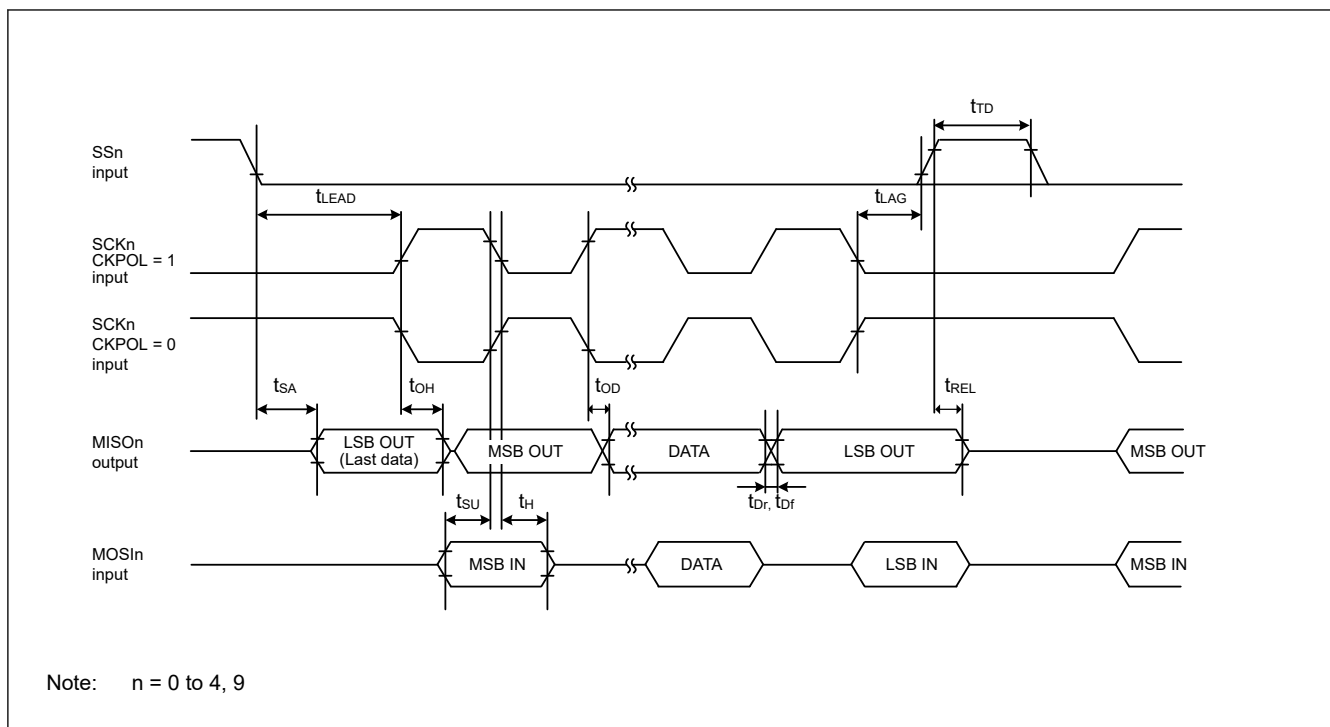 tTD
SSn
input
tLEAD
tLAG
SCKn
CKPOL = 1
input
SCKn
CKPOL = 0
input
tSA
tOH
tOD
tREL
MISOn
output
LSB OUT
(Last data)
MSB OUT
DATA
LSB OUT
MSB OUT
tSU
tH
tDr, tDf
MOSIn
input
MSB IN
DATA
LSB IN
MSB IN
Note: n = 0 to 4, 9